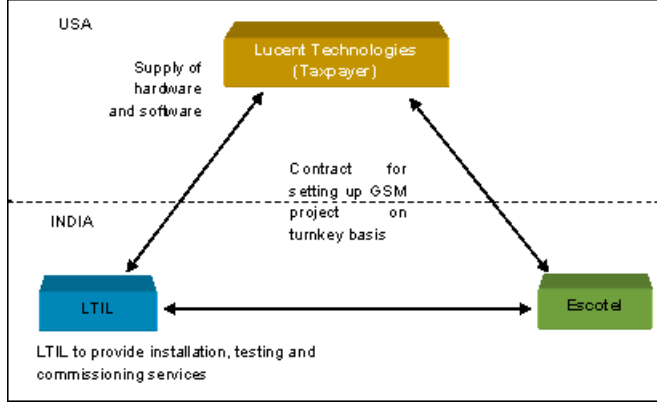 USA
Lucent Technologies
(Taxpayer)
Supply of
hardware
and software
Contract for
setting up GSM
project on
turnkey basis
INDIA
LTIL
Escotel
LTIL to provide installation, testing and
commissioning services